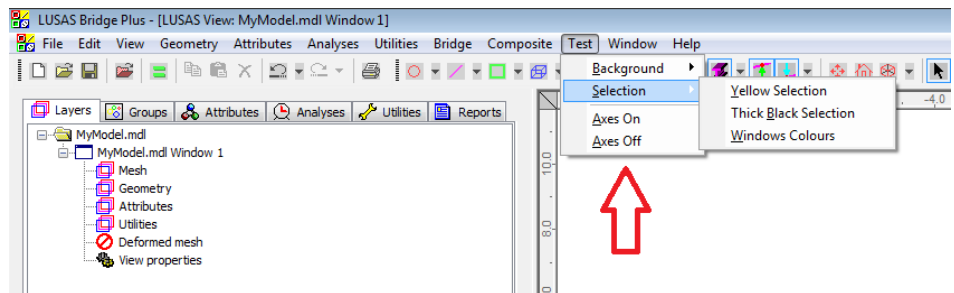 LUSAS Bridge Plus - [LUSAS View: MyModel.mdl Window 1]
File Edit View Geometry Attributes Analyses Utilities Bridge Composite Test Window Help
Background
Selection
Axes On
Axes Off
Yellow Selection
Thick Black Selection
Windows Colours
Layers Groups Attributes Analyses Utilities Reports
MyModel.mdl
MyModel.mdl Window 1
Mesh
Geometry
Attributes
Utilities
Deformed mesh
View properties
-4.0
10.0
8.0